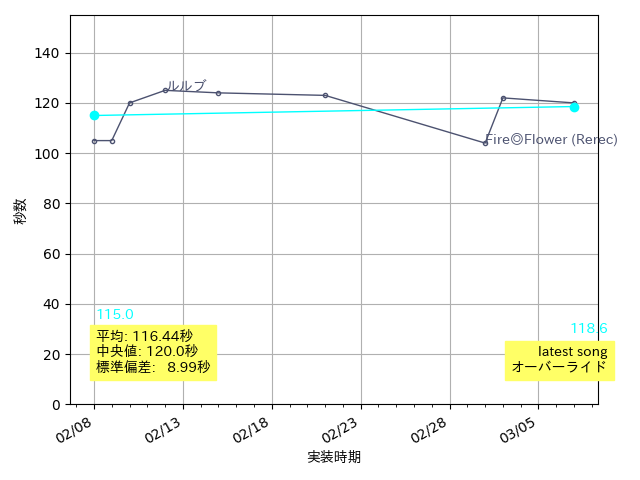 140
120
100
80
60
40
20
0
秒数
ルルブ
Fire◎Flower (Rerec)
115.0
平均: 116.44秒
中央値: 120.0秒
標準偏差: 8.99秒
118.6
latest song
オーバーライド
02/08
02/13
02/18
02/23
02/28
03/05
実装時期